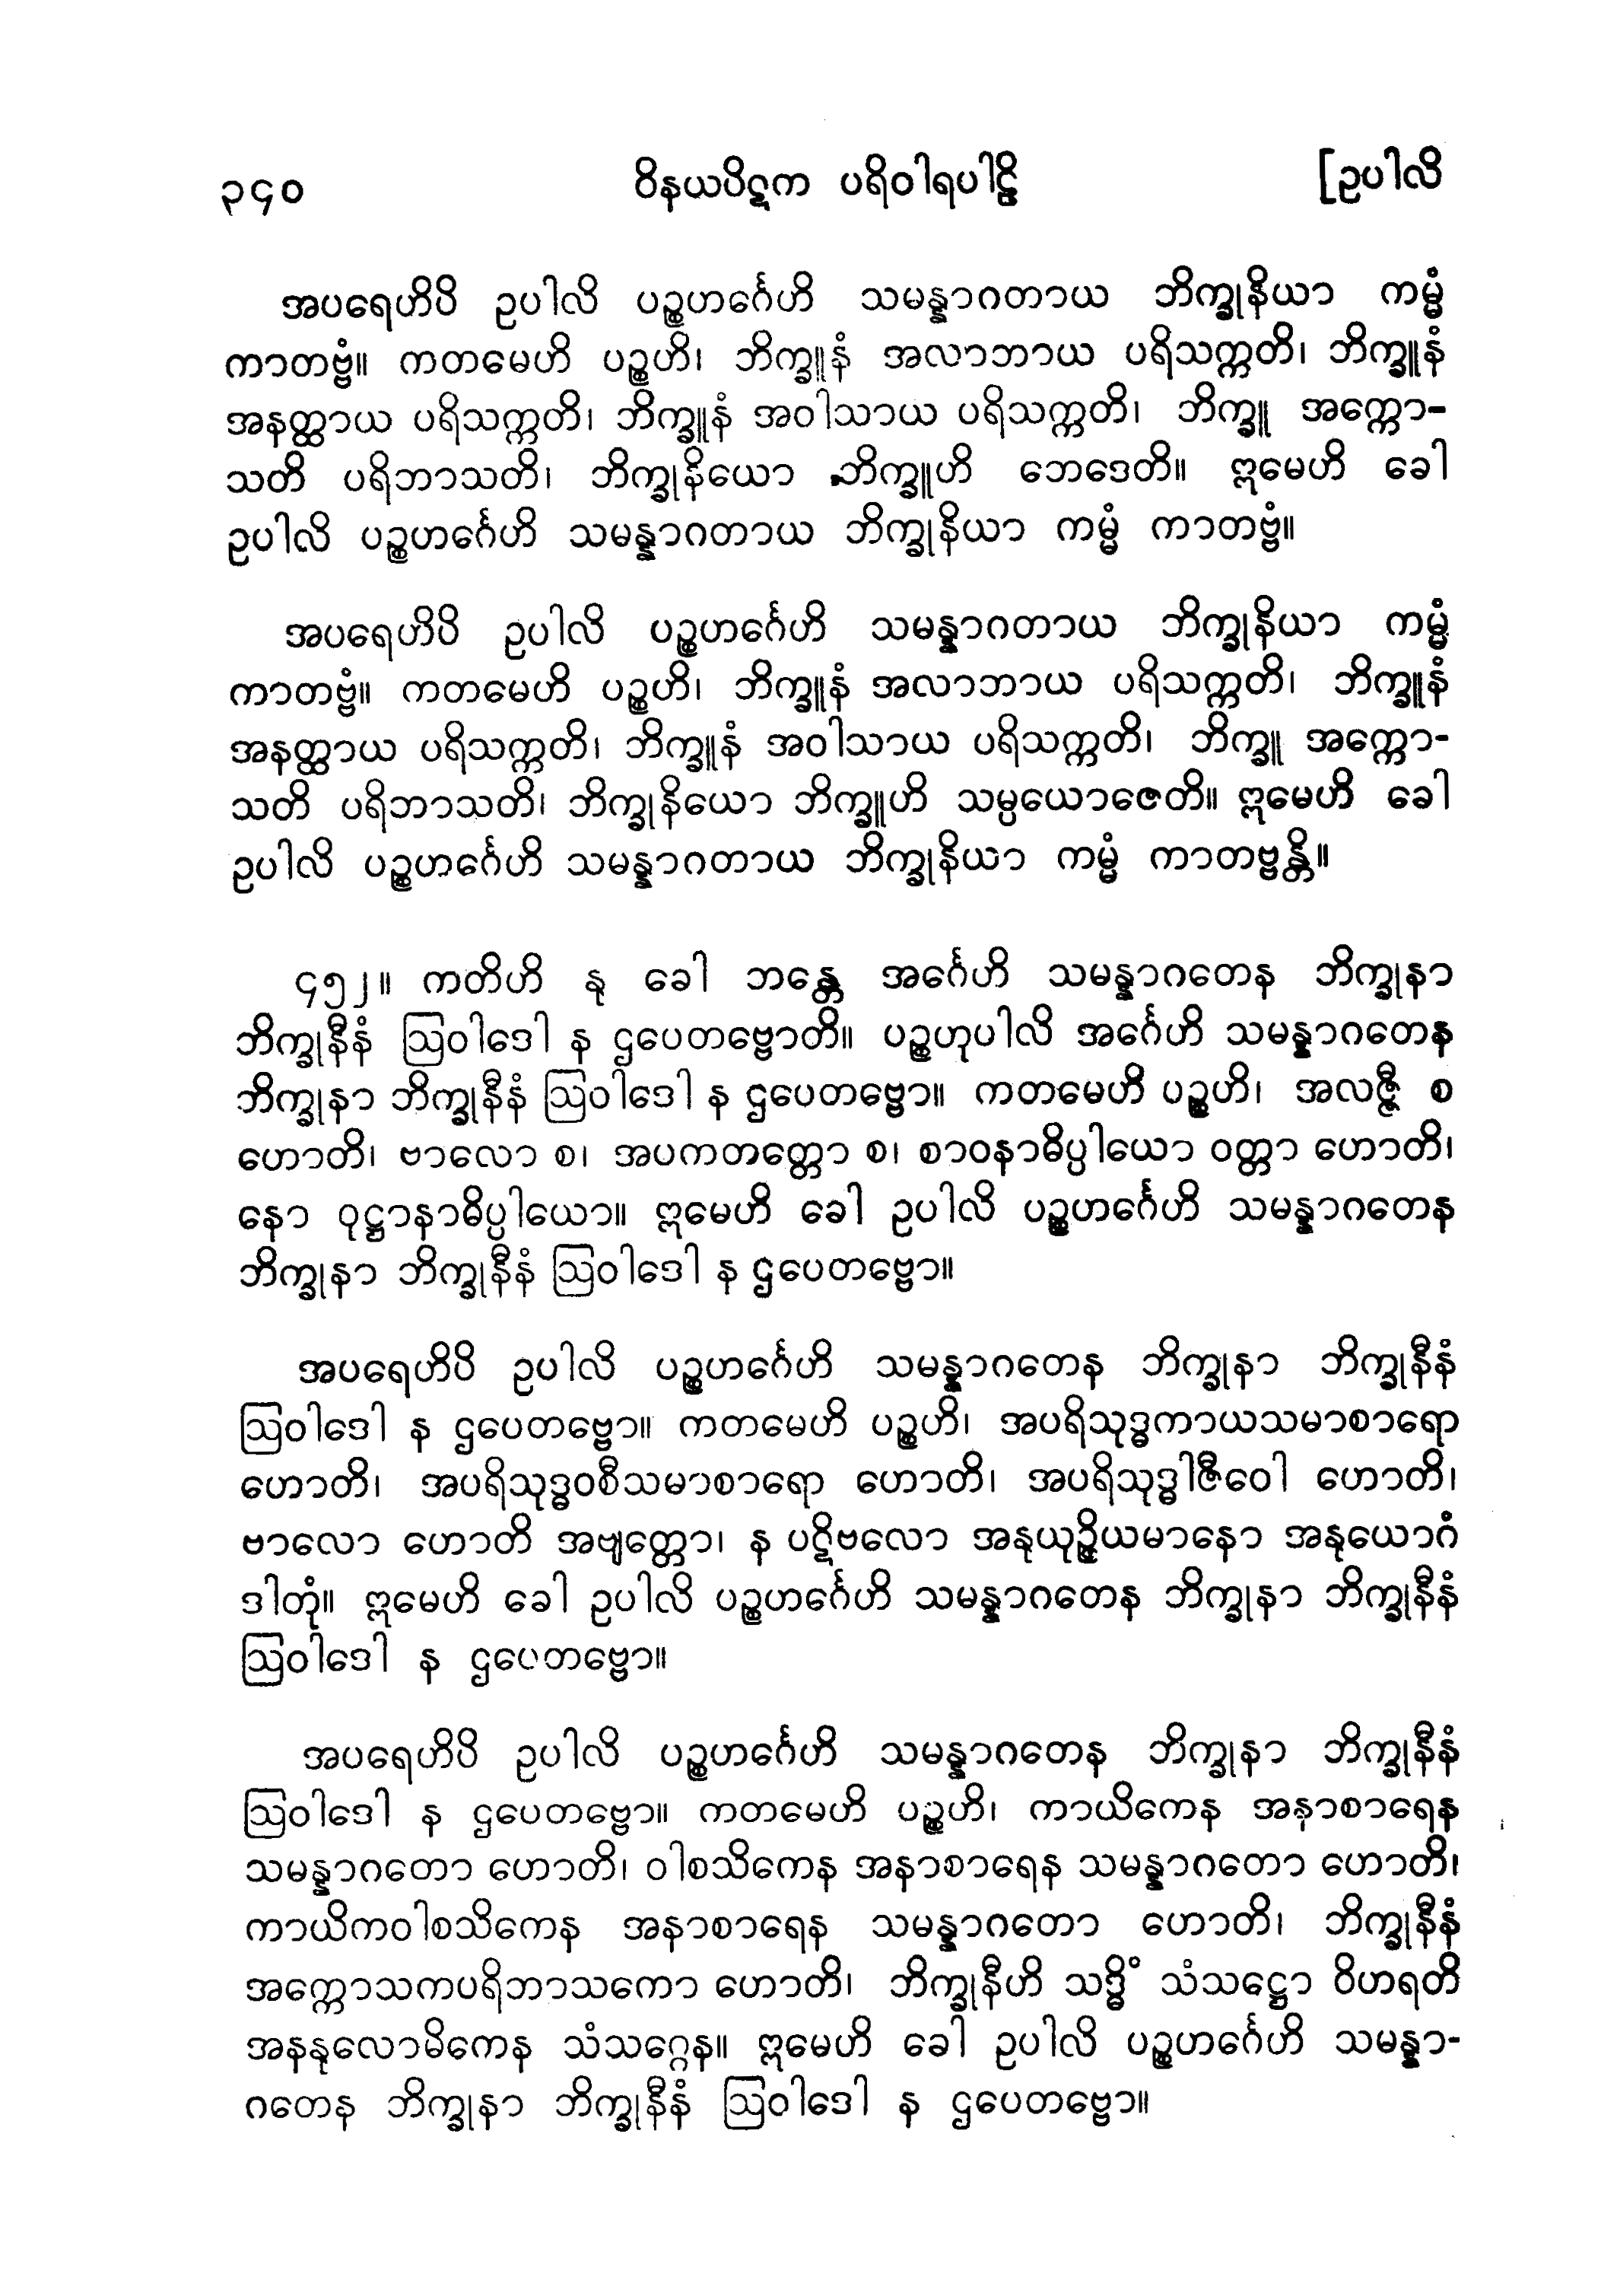 ၃၄၀ ဝိနယပိဋက ပရိဝါရပါဠိ [ဥပါလိ
အပရေဟိပိ ဥပါလိ ပဉ္စဟင်္ဂေဟိ သမန္နာဂတာယ ဘိက္ခုနိယာ ကမ္မံ
ကာတဗ္ဗံ။ ကတမေဟိ ပဉ္စဟိ၊ ဘိက္ခူနံ အလာဘာယ ပရိသက္ကတိ၊ ဘိက္ခူနံ
အနတ္ထာယ ပရိသက္ကတိ၊ ဘိက္ခူနံ အဝါသာယ ပရိသက္ကတိ၊ ဘိက္ခူ အက္ကော-
သတိ ပရိဘာသတိ၊ ဘိက္ခုနိယော ဘိက္ခူဟိ ဘေဒေတိ။ ဣမေဟိ ခေါ
ဥပါလိ ပဉ္စဟင်္ဂေဟိ သမန္နာဂတာယ ဘိက္ခုနိယာ ကမ္မံ ကာတဗ္ဗံ။
အပရေဟိပိ ဥပါလိ ပဉ္စဟင်္ဂေဟိ သမန္နာဂတာယ ဘိက္ခုနိယာ ကမ္မံ
ကာတဗ္ဗံ။ ကတမေဟိ ပဉ္စဟိ၊ ဘိက္ခူနံ အလာဘာယ ပရိသက္ကတိ၊ ဘိက္ခူနံ
အနတ္ထာယ ပရိသက္ကတိ၊ ဘိက္ခူနံ အဝါသာယ ပရိသက္ကတိ၊ ဘိက္ခူ အက္ကော-
သတိ ပရိဘာသတိ၊ ဘိက္ခုနိယော ဘိက္ခူဟိ သမ္ပယောဇေတိ။ ဣမေဟိ ခေါ
ဥပါလိ ပဉ္စဟင်္ဂေဟိ သမန္နာဂတာယ ဘိက္ခုနိယာ ကမ္မံ ကာတဗ္ဗန္တိ။
၄၅၂။ ကတိဟိ နု ခေါ ဘန္တေ အင်္ဂေဟိ သမန္နာဂတေန ဘိက္ခုနာ
ဘိက္ခုနီနံ ဩဝါဒေါ န ဌပေတဗ္ဗောတိ။ ပဉ္စဟုပါလိ အင်္ဂေဟိ သမန္နာဂတေန
ဘိက္ခုနာ ဘိက္ခုနီနံ ဩဝါဒေါ န ဌပေတဗ္ဗော။ ကတမေဟိ ပဉ္စဟိ၊ အလဇ္ဇီ စ
ဟောတိ၊ ဗာလော စ၊ အပကတတ္တော စ၊ စာဝနာဓိပ္ပါယော ဝတ္တာ ဟောတိ၊
နော ဝုဋ္ဌာနာဓိပ္ပါယော။ ဣမေဟိ ခေါ ဥပါလိ ပဉ္စဟင်္ဂေဟိ သမန္နာဂတေန
ဘိက္ခုနာ ဘိက္ခုနီနံ ဩဝါဒေါ န ဌပေတဗ္ဗော။
အပရေဟိပိ ဥပါလိ ပဉ္စဟင်္ဂေဟိ သမန္နာဂတေန ဘိက္ခုနာ ဘိက္ခုနီနံ
ဩဝါဒေါ န ဌပေတဗ္ဗော။ ကတမေဟိ ပဉ္စဟိ၊ အပရိသုဒ္ဓကာယသမာစာရော
ဟောတိ၊ အပရိသုဒ္ဓဝစီသမာစာရော ဟောတိ၊ အပရိသုဒ္ဓါဇီဝေါ ဟောတိ၊
ဗာလော ဟောတိ အဗျတ္တော၊ န ပဋိဗလော အနုယုဉ္ဇိယမာနော အနုယောဂံ
ဒါတုံ။ ဣမေဟိ ခေါ ဥပါလိ ပဉ္စဟင်္ဂေဟိ သမန္နာဂတေန ဘိက္ခုနာ ဘိက္ခုနီနံ
ဩဝါဒေါ န ဌပေတဗ္ဗော။
အပရေဟိပိ ဥပါလိ ပဉ္စဟင်္ဂေဟိ သမန္နာဂတေန ဘိက္ခုနာ ဘိက္ခုနီနံ
ဩဝါဒေါ န ဌပေတဗ္ဗော။ ကတမေဟိ ပဉ္စဟိ၊ ကာယိကေန အနာစာရေန
သမန္နာဂတော ဟောတိ၊ ဝါစသိကေန အနာစာရေန သမန္နာဂတော ဟောတိ၊
ကာယိကဝါစသိကေန အနာစာရေန သမန္နာဂတော ဟောတိ၊ ဘိက္ခုနီနံ
အက္ကောသကပရိဘာသကော ဟောတိ၊ ဘိက္ခုနီဟိ သဒ္ဓိံ သံသဋ္ဌော ဝိဟရတိ
အနနုလောမိကေန သံသဂ္ဂေန။ ဣမေဟိ ခေါ ဥပါလိ ပဉ္စဟင်္ဂေဟိ သမန္နာ-
ဂတေန ဘိက္ခုနာ ဘိက္ခုနီနံ ဩဝါဒေါ န ဌပေတဗ္ဗော။